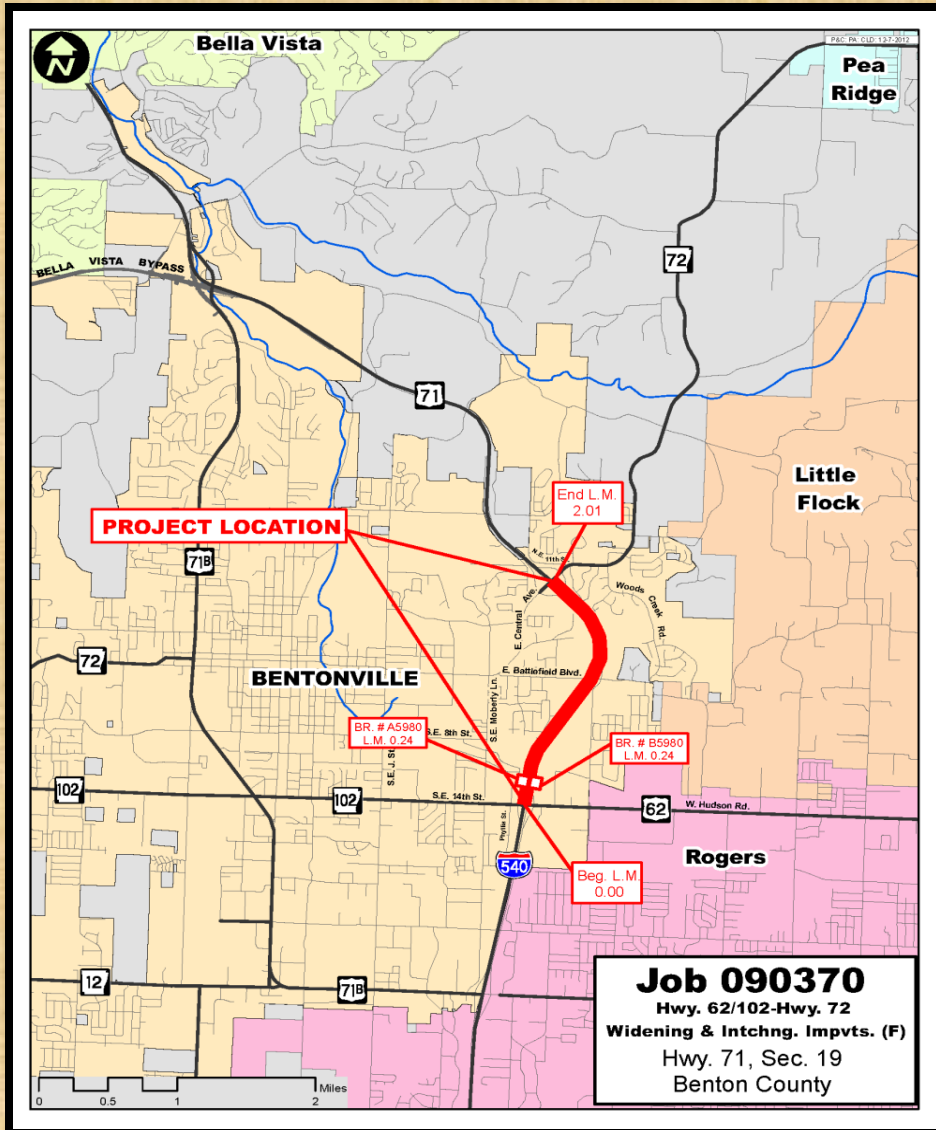 P&C: PA: CLD: 12-7-2012
N
Bella Vista
Pea
Ridge
72
BELLA VISTA BYPASS
71
Little
Flock
End L.M.
2.01
PROJECT LOCATION
71B
N.E. 11th St.
E. Central Ave.
Woods Creek Rd.
72
BENTONVILLE
E. Battlefield Blvd.
S.E. Moberly Ln.
BR. # A5980
L.M. 0.24
S.E. 8th St.
BR. # B5980
L.M. 0.24
S.E. J. St.
102
102
S.E. 14th St.
62
W. Hudson Rd.
Phyllis St.
540
Rogers
Beg. L.M.
0.00
12
71B
Job 090370
Hwy. 62/102-Hwy. 72
Widening & Intchng. Impvts. (F)
Hwy. 71, Sec. 19
Benton County
Miles
0 0.5 1 2